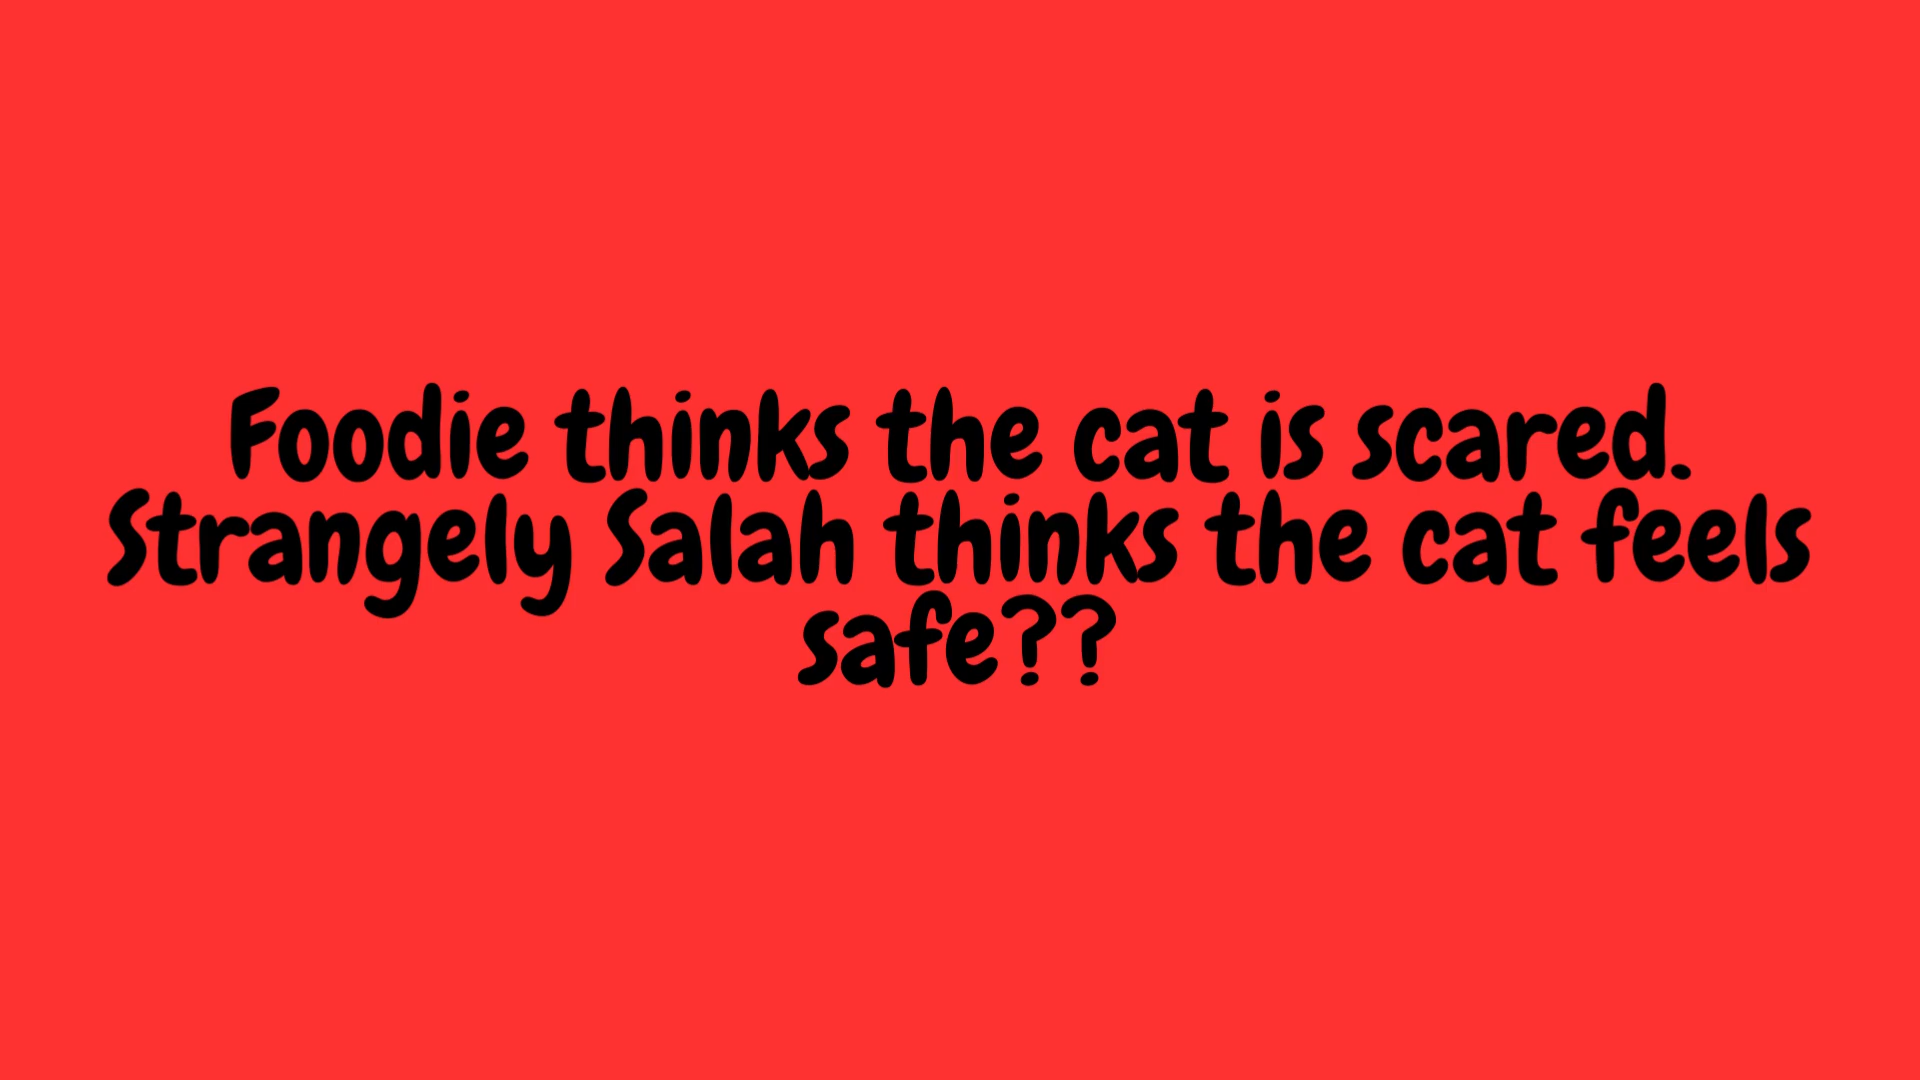 Foodie thinks the cat is scared.
Strangely Salah thinks the cat feels
safe??